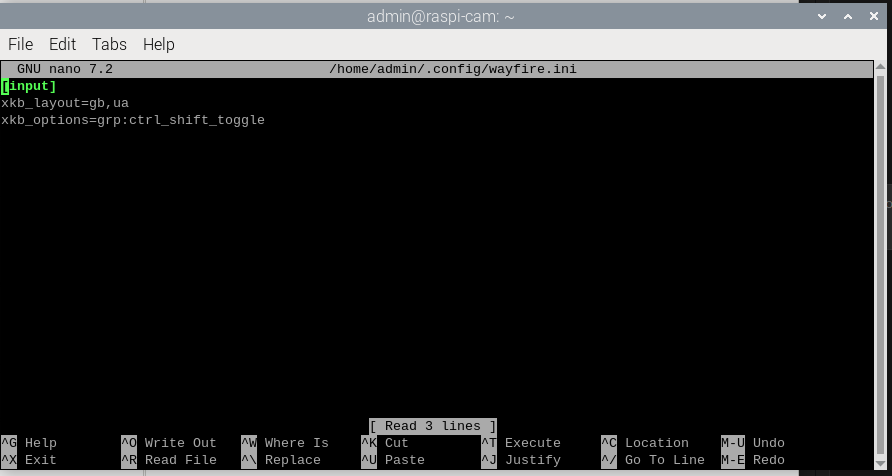 admin@raspi-cam: ~
File Edit Tabs Help
GNU nano 7.2 /home/admin/.config/wayfire.ini
[input]
xkb_layout=gb,ua
xkb_options=grp:ctrl_shift_toggle
[ Read 3 lines ]
^G Help ^O Write Out ^W Where Is ^K Cut ^T Execute ^C Location M-U Undo
^X Exit ^R Read File ^\ Replace ^U Paste ^J Justify ^/ Go To Line M-E Redo